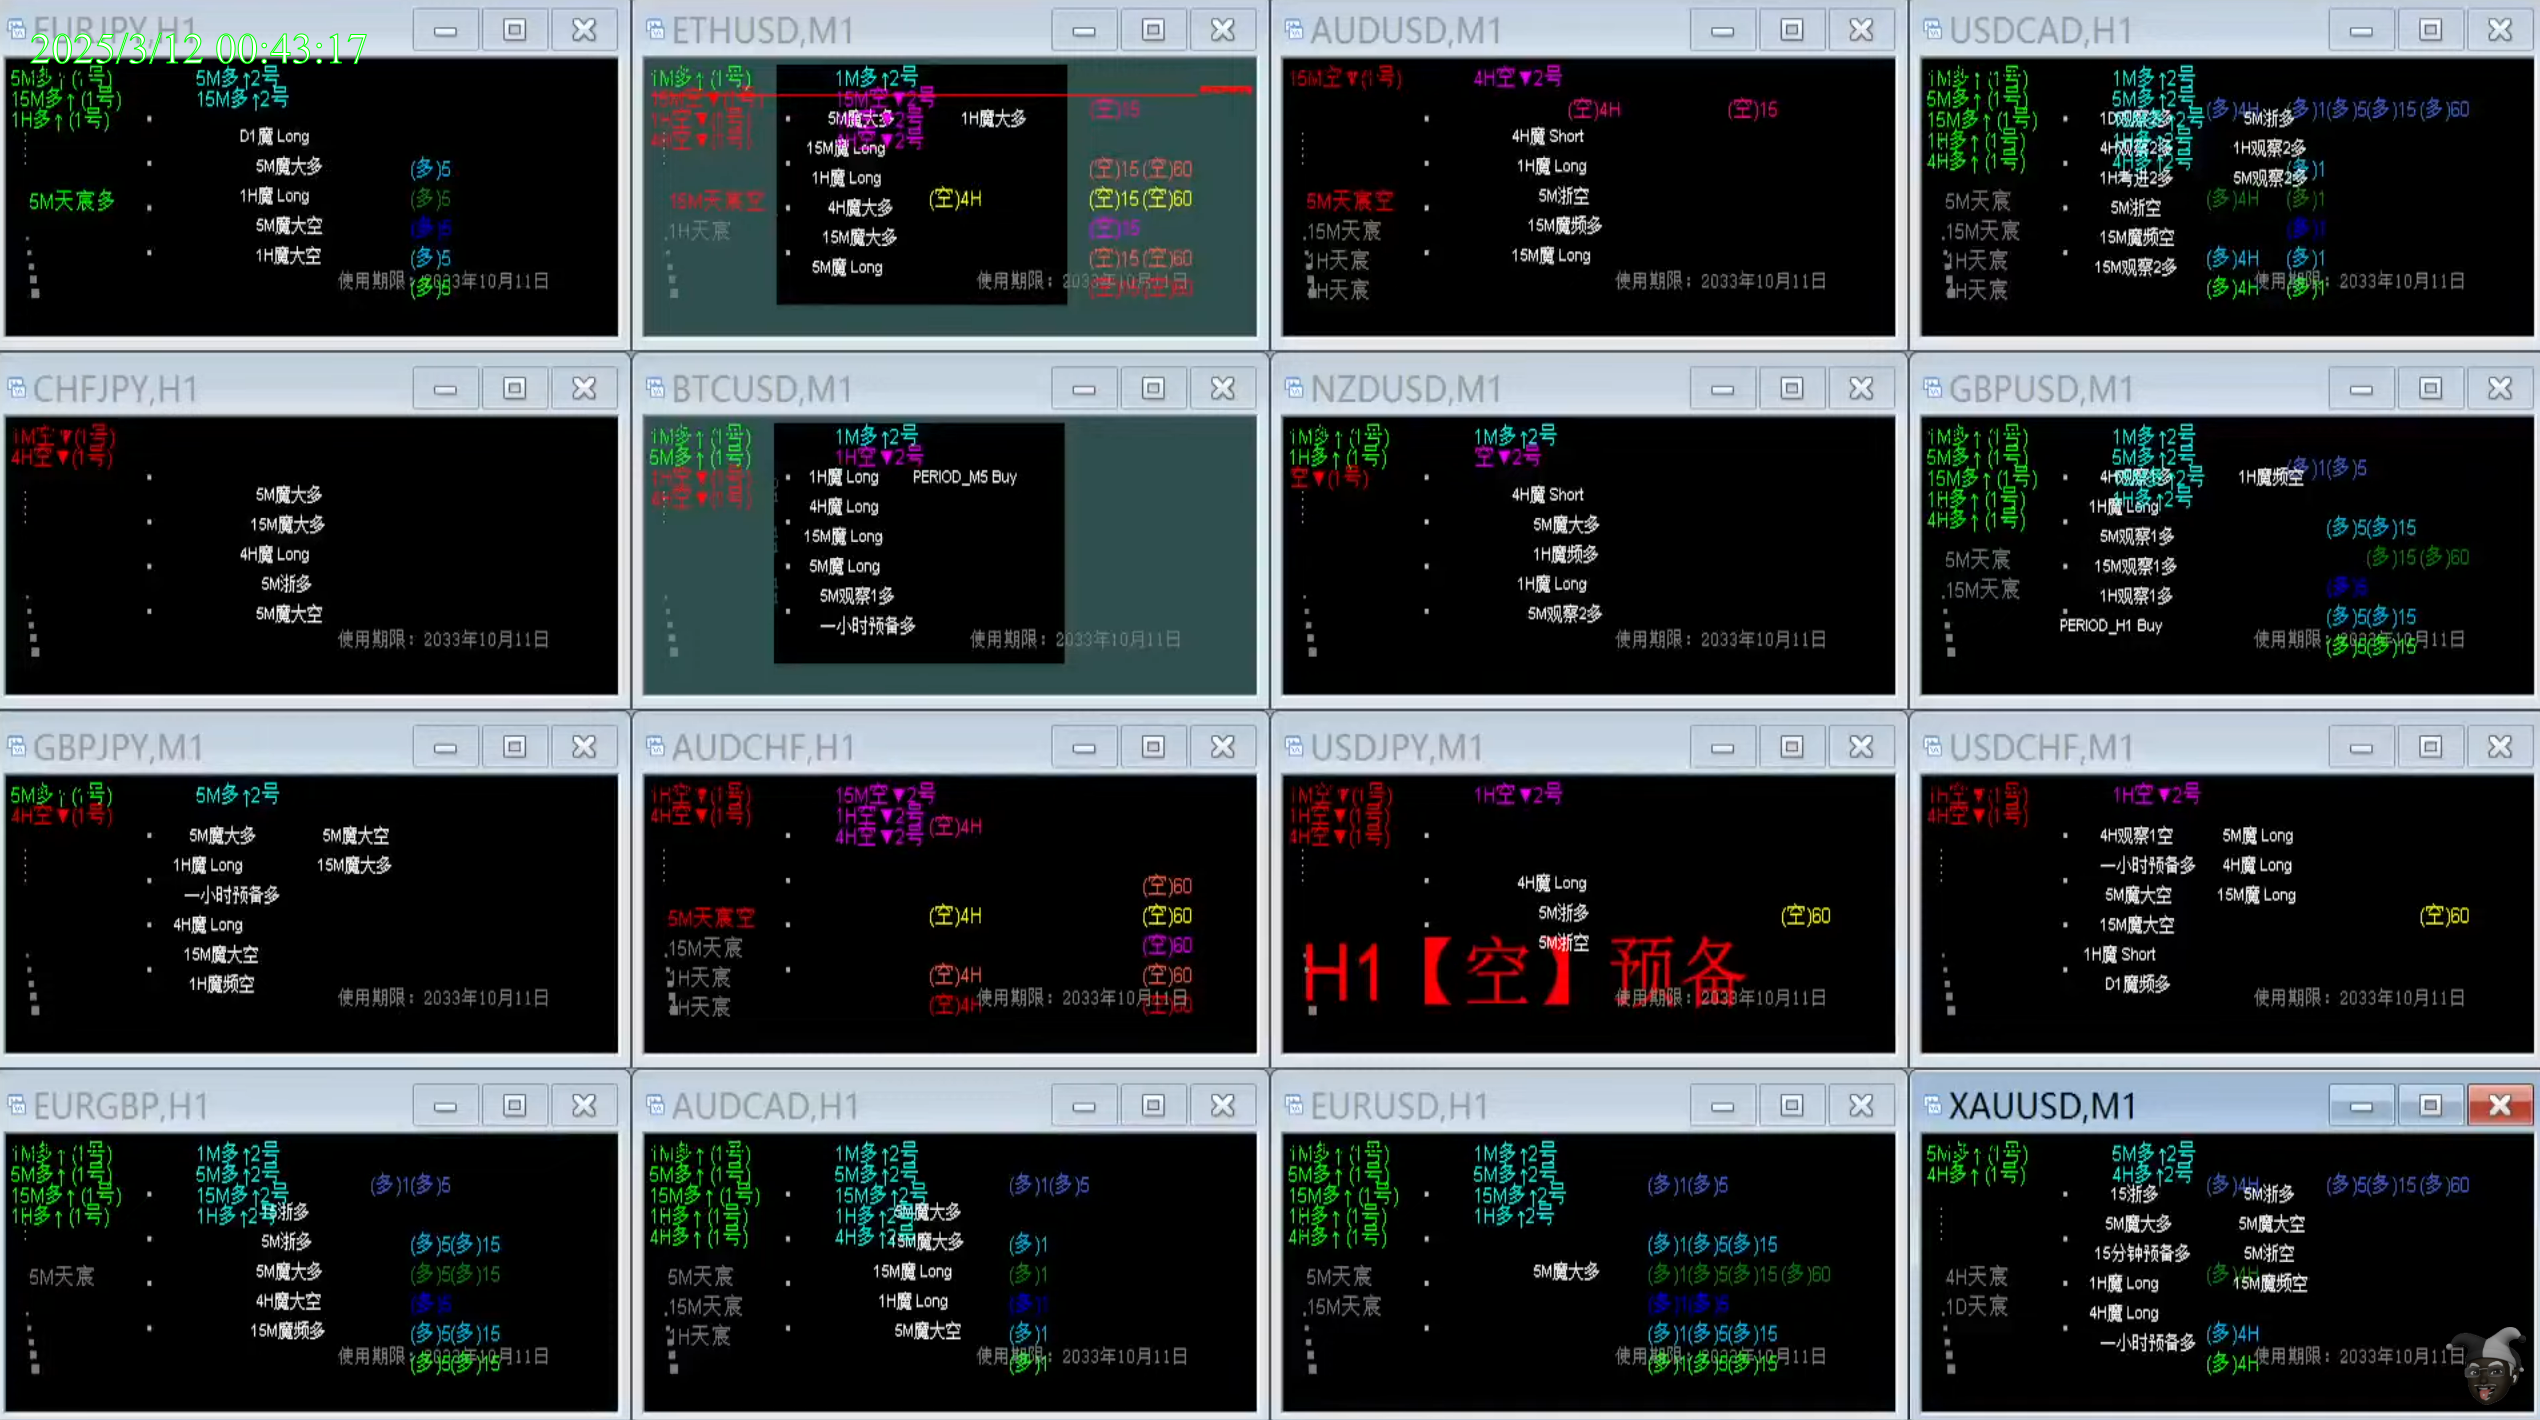 EURJPY,H1
2025/3/12 00:43:17
5M多↑(1号) 5M多↑2号
15M多↑(1号) 15M多↑2号
1H多↑(1号)
D1魔 Long
5M魔大多 (多)5
5M天宸多 1H魔 Long (多)5
5M魔大空 (多)5
1H魔大空 (多)5
使用期限：2033年10月11日
(多)5
ETHUSD,M1
1M多↑(1号) 1M多↑2号
15M空▼(1号) 15M空▼2号
1H空▼(1号) 5M魔大多 1H魔大多 (空)15
4H空▼(1号) 4H空▼2号
15M魔 Long
1H魔 Long (空)15(空)60
15M天宸空 4H魔大多 (空)4H (空)15(空)60
.1H天宸 15M魔大多 (空)15
5M魔 Long (空)15(空)60
使用期限：2033年10月11日
AUDUSD,M1
15M空▼(1号) 4H空▼2号
(空)4H (空)15
4H魔 Short
1H魔 Long
5M天宸空 5M浙空
.15M天宸 15M魔频多
1H天宸 15M魔 Long
4H天宸 使用期限：2033年10月11日
USDCAD,H1
1M多↑(1号) 1M多↑2号
5M多↑(1号) 5M多↑2号
15M多↑(1号) 15M多↑2号 (多)4H (多)1(多)5(多)15(多)60
1H多↑(1号) 5M浙多
4H多↑(1号) 4H多↑2号
4H观察2多 1H观察2多
1H考进2多 5M观察2多 (多)1
5M天宸 5M浙空 (多)4H (多)1
.15M天宸 15M魔频空 (多)1
1H天宸 15M观察2多 (多)4H (多)1
4H天宸 (多)4H (多)1
使用期限：2033年10月11日
CHFJPY,H1
1M空▼(1号)
4H空▼(1号)
5M魔大多
15M魔大多
4H魔 Long
5M浙多
5M魔大空
使用期限：2033年10月11日
BTCUSD,M1
1M多↑(1号) 1M多↑2号
5M多↑(1号) 1H空▼2号
1H空▼(1号) 1H魔 Long PERIOD_M5 Buy
4H空▼(1号) 4H魔 Long
15M魔 Long
5M魔 Long
5M观察1多
一小时预备多
使用期限：2033年10月11日
NZDUSD,M1
1M多↑(1号) 1M多↑2号
1H多↑(1号) 空▼2号
空▼(1号)
4H魔 Short
5M魔大多
1H魔频多
1H魔 Long
5M观察2多
使用期限：2033年10月11日
GBPUSD,M1
1M多↑(1号) 1M多↑2号
5M多↑(1号) 5M多↑2号
15M多↑(1号) 1H魔频空 (多)1(多)5
1H多↑(1号) 1H魔 Long
4H多↑(1号) 5M观察1多 (多)5(多)15
5M天宸 15M观察1多 (多)15(多)60
.15M天宸 1H观察1多 (多)5
PERIOD_H1 Buy (多)5(多)15
使用期限：2033年10月11日
(多)5(多)15
GBPJPY,M1
5M多↑(1号) 5M多↑2号
4H空▼(1号)
5M魔大多 5M魔大空
1H魔 Long 15M魔大多
一小时预备多
4H魔 Long
15M魔大空
1H魔频空
使用期限：2033年10月11日
AUDCHF,H1
1H空▼(1号) 15M空▼2号
4H空▼(1号) 1H空▼2号
4H空▼2号 (空)4H
(空)60
5M天宸空 (空)4H (空)60
.15M天宸 (空)60
1H天宸 (空)4H (空)60
4H天宸 (空)4H (空)60
使用期限：2033年10月11日
USDJPY,M1
1M空▼(1号) 1H空▼2号
1H空▼(1号)
4H空▼(1号)
4H魔 Long
5M浙多 (空)60
5M浙空
H1【空】预备
使用期限：2033年10月11日
USDCHF,M1
1H空▼(1号) 1H空▼2号
4H空▼(1号)
4H观察1空 5M魔 Long
一小时预备多 4H魔 Long
5M魔大空 15M魔 Long
15M魔大空 (空)60
1H魔 Short
D1魔频多
使用期限：2033年10月11日
EURGBP,H1
1M多↑(1号) 1M多↑2号
5M多↑(1号) 5M多↑2号
15M多↑(1号) 15M多↑2号 (多)1(多)5
1H多↑(1号) 1H多↑2号
5M浙多 (多)5(多)15
5M天宸 5M魔大多 (多)5(多)15
4H魔大空 (多)5
15M魔频多 (多)5(多)15
使用期限：2033年10月11日
(多)5(多)15
AUDCAD,H1
1M多↑(1号) 1M多↑2号
5M多↑(1号) 5M多↑2号
15M多↑(1号) 15M多↑2号 (多)1(多)5
1H多↑(1号) 1H多↑2号 5M魔大多
4H多↑(1号) 4H多↑2号 (多)1
5M天宸 15M魔 Long (多)1
.15M天宸 1H魔 Long (多)1
1H天宸 5M魔大空 (多)1
使用期限：2033年10月11日
(多)1
EURUSD,H1
1M多↑(1号) 1M多↑2号
5M多↑(1号) 5M多↑2号
15M多↑(1号) 15M多↑2号 (多)1(多)5
1H多↑(1号) 1H多↑2号
4H多↑(1号) (多)1(多)5(多)15
5M天宸 5M魔大多 (多)1(多)5(多)15(多)60
.15M天宸 (多)1(多)5
(多)1(多)5(多)15
使用期限：2033年10月11日
(多)1(多)5(多)15
XAUUSD,M1
5M多↑(1号) 5M多↑2号
4H多↑(1号) 4H多↑2号
15浙多 (多)4H 5M浙多 (多)5(多)15(多)60
5M魔大多 5M魔大空
15分钟预备多 5M浙空
4H天宸 1H魔 Long (多)4H 15M魔频空
.1D天宸 4H魔 Long
一小时预备多 (多)4H
(多)4H 使用期限：2033年10月11日